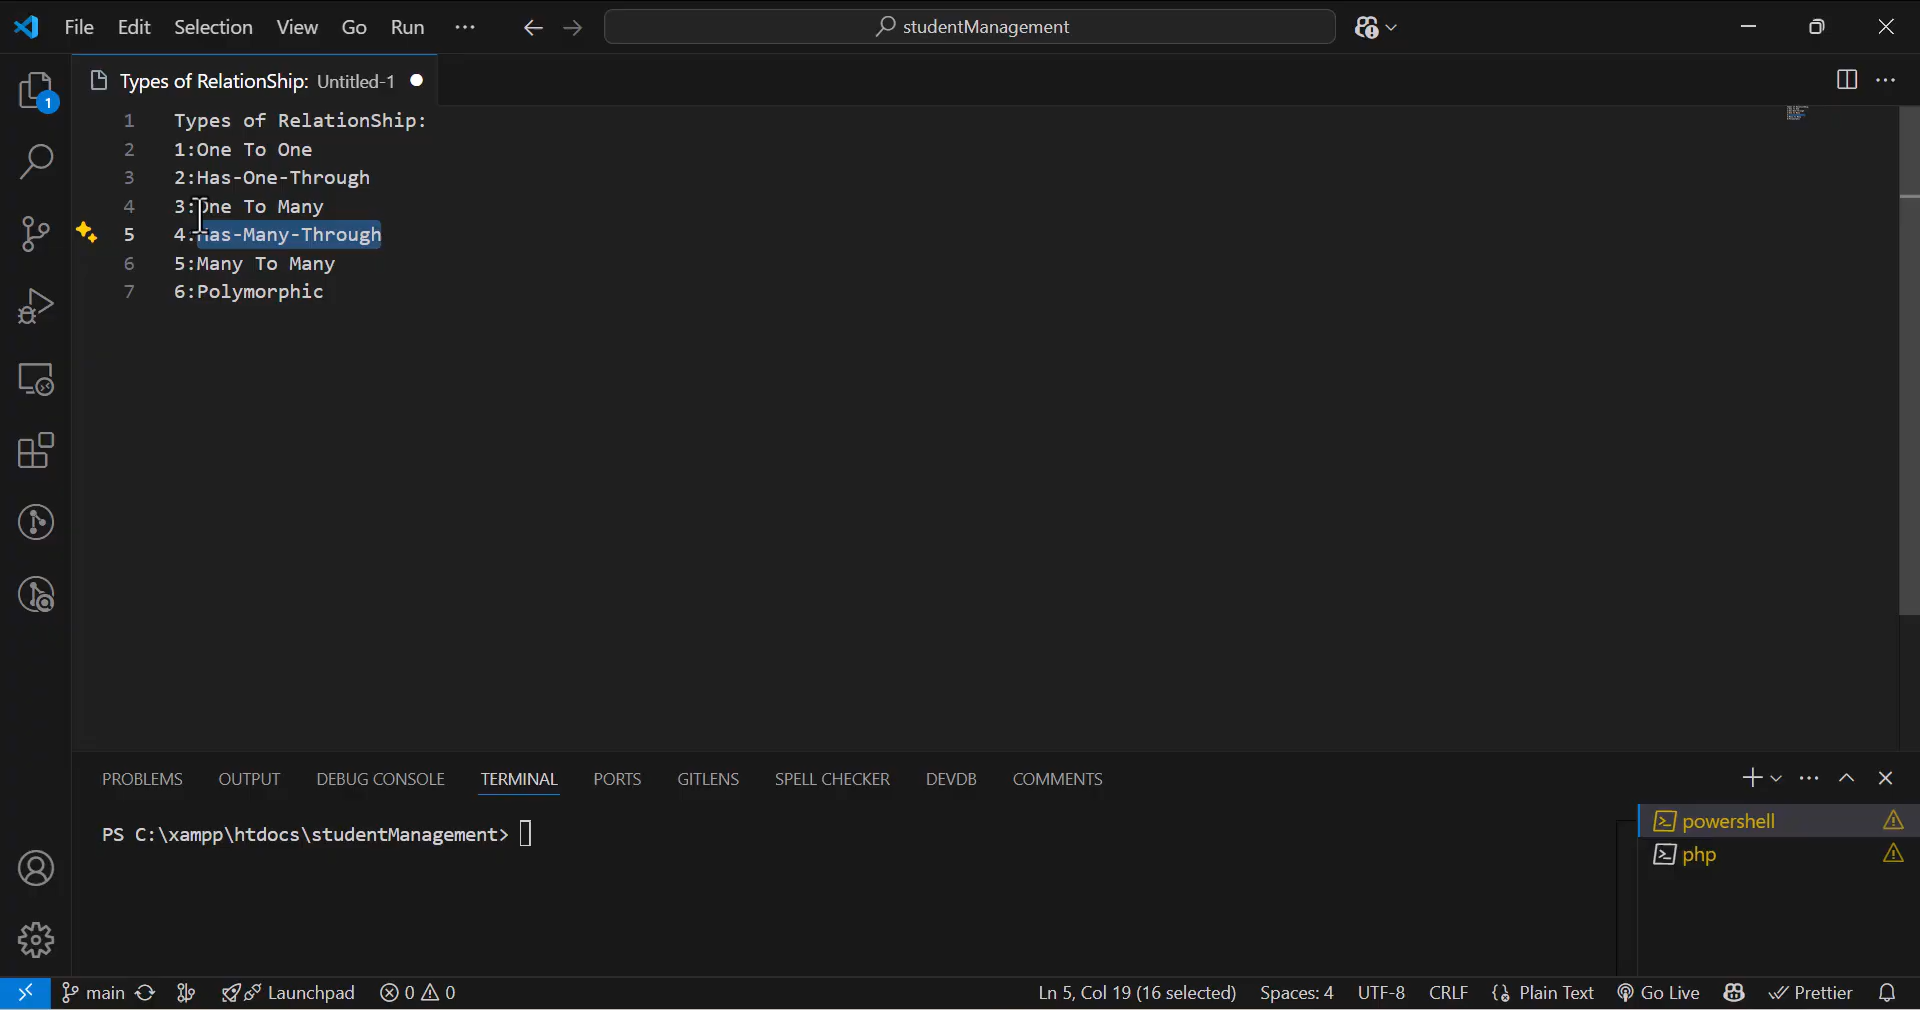 File Edit Selection View Go Run ··· studentManagement
Types of RelationShip: Untitled-1
1 Types of RelationShip:
2 1:One To One
3 2:Has-One-Through
4 3:One To Many
5 4:Has-Many-Through
6 5:Many To Many
7 6:Polymorphic
1
PROBLEMS OUTPUT DEBUG CONSOLE TERMINAL PORTS GITLENS SPELL CHECKER DEVDB COMMENTS
PS C:\xampp\htdocs\studentManagement>
powershell
php
main Launchpad 0 0 Ln 5, Col 19 (16 selected) Spaces: 4 UTF-8 CRLF Plain Text Go Live Prettier